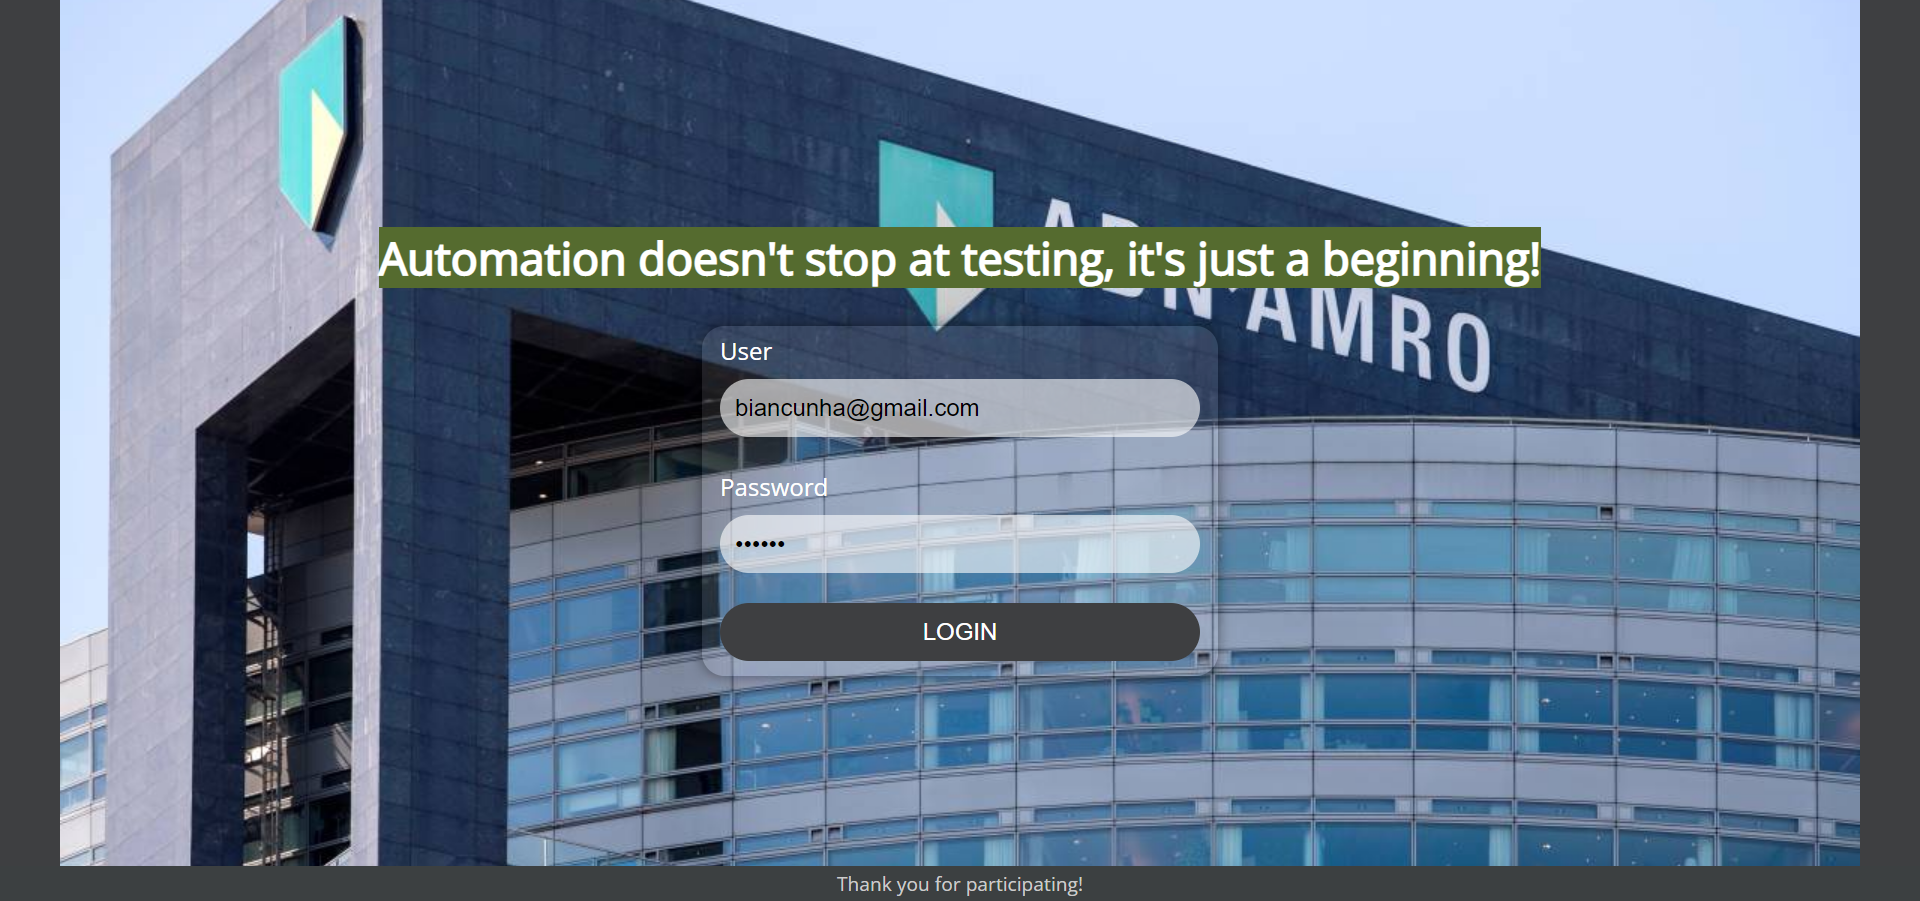 Automation doesn't stop at testing, it's just a beginning!
ABN·AMRO
User
biancunha@gmail.com
Password
••••••
LOGIN
Thank you for participating!